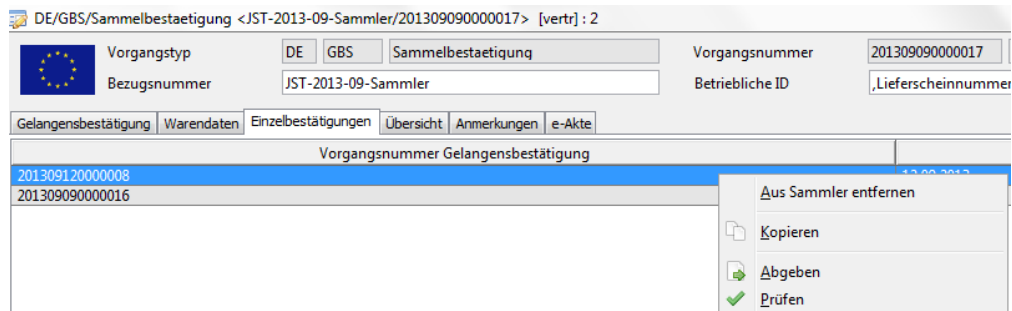 DE/GBS/Sammelbestaetigung <JST-2013-09-Sammler/201309090000017> [vertr] : 2
Vorgangstyp DE GBS Sammelbestaetigung Vorgangsnummer 201309090000017
Bezugsnummer JST-2013-09-Sammler Betriebliche ID ,Lieferscheinnummer
Gelangensbestätigung Warendaten Einzelbestätigungen Übersicht Anmerkungen e-Akte
Vorgangsnummer Gelangensbestätigung
201309120000008
201309090000016
Aus Sammler entfernen
Kopieren
Abgeben
Prüfen